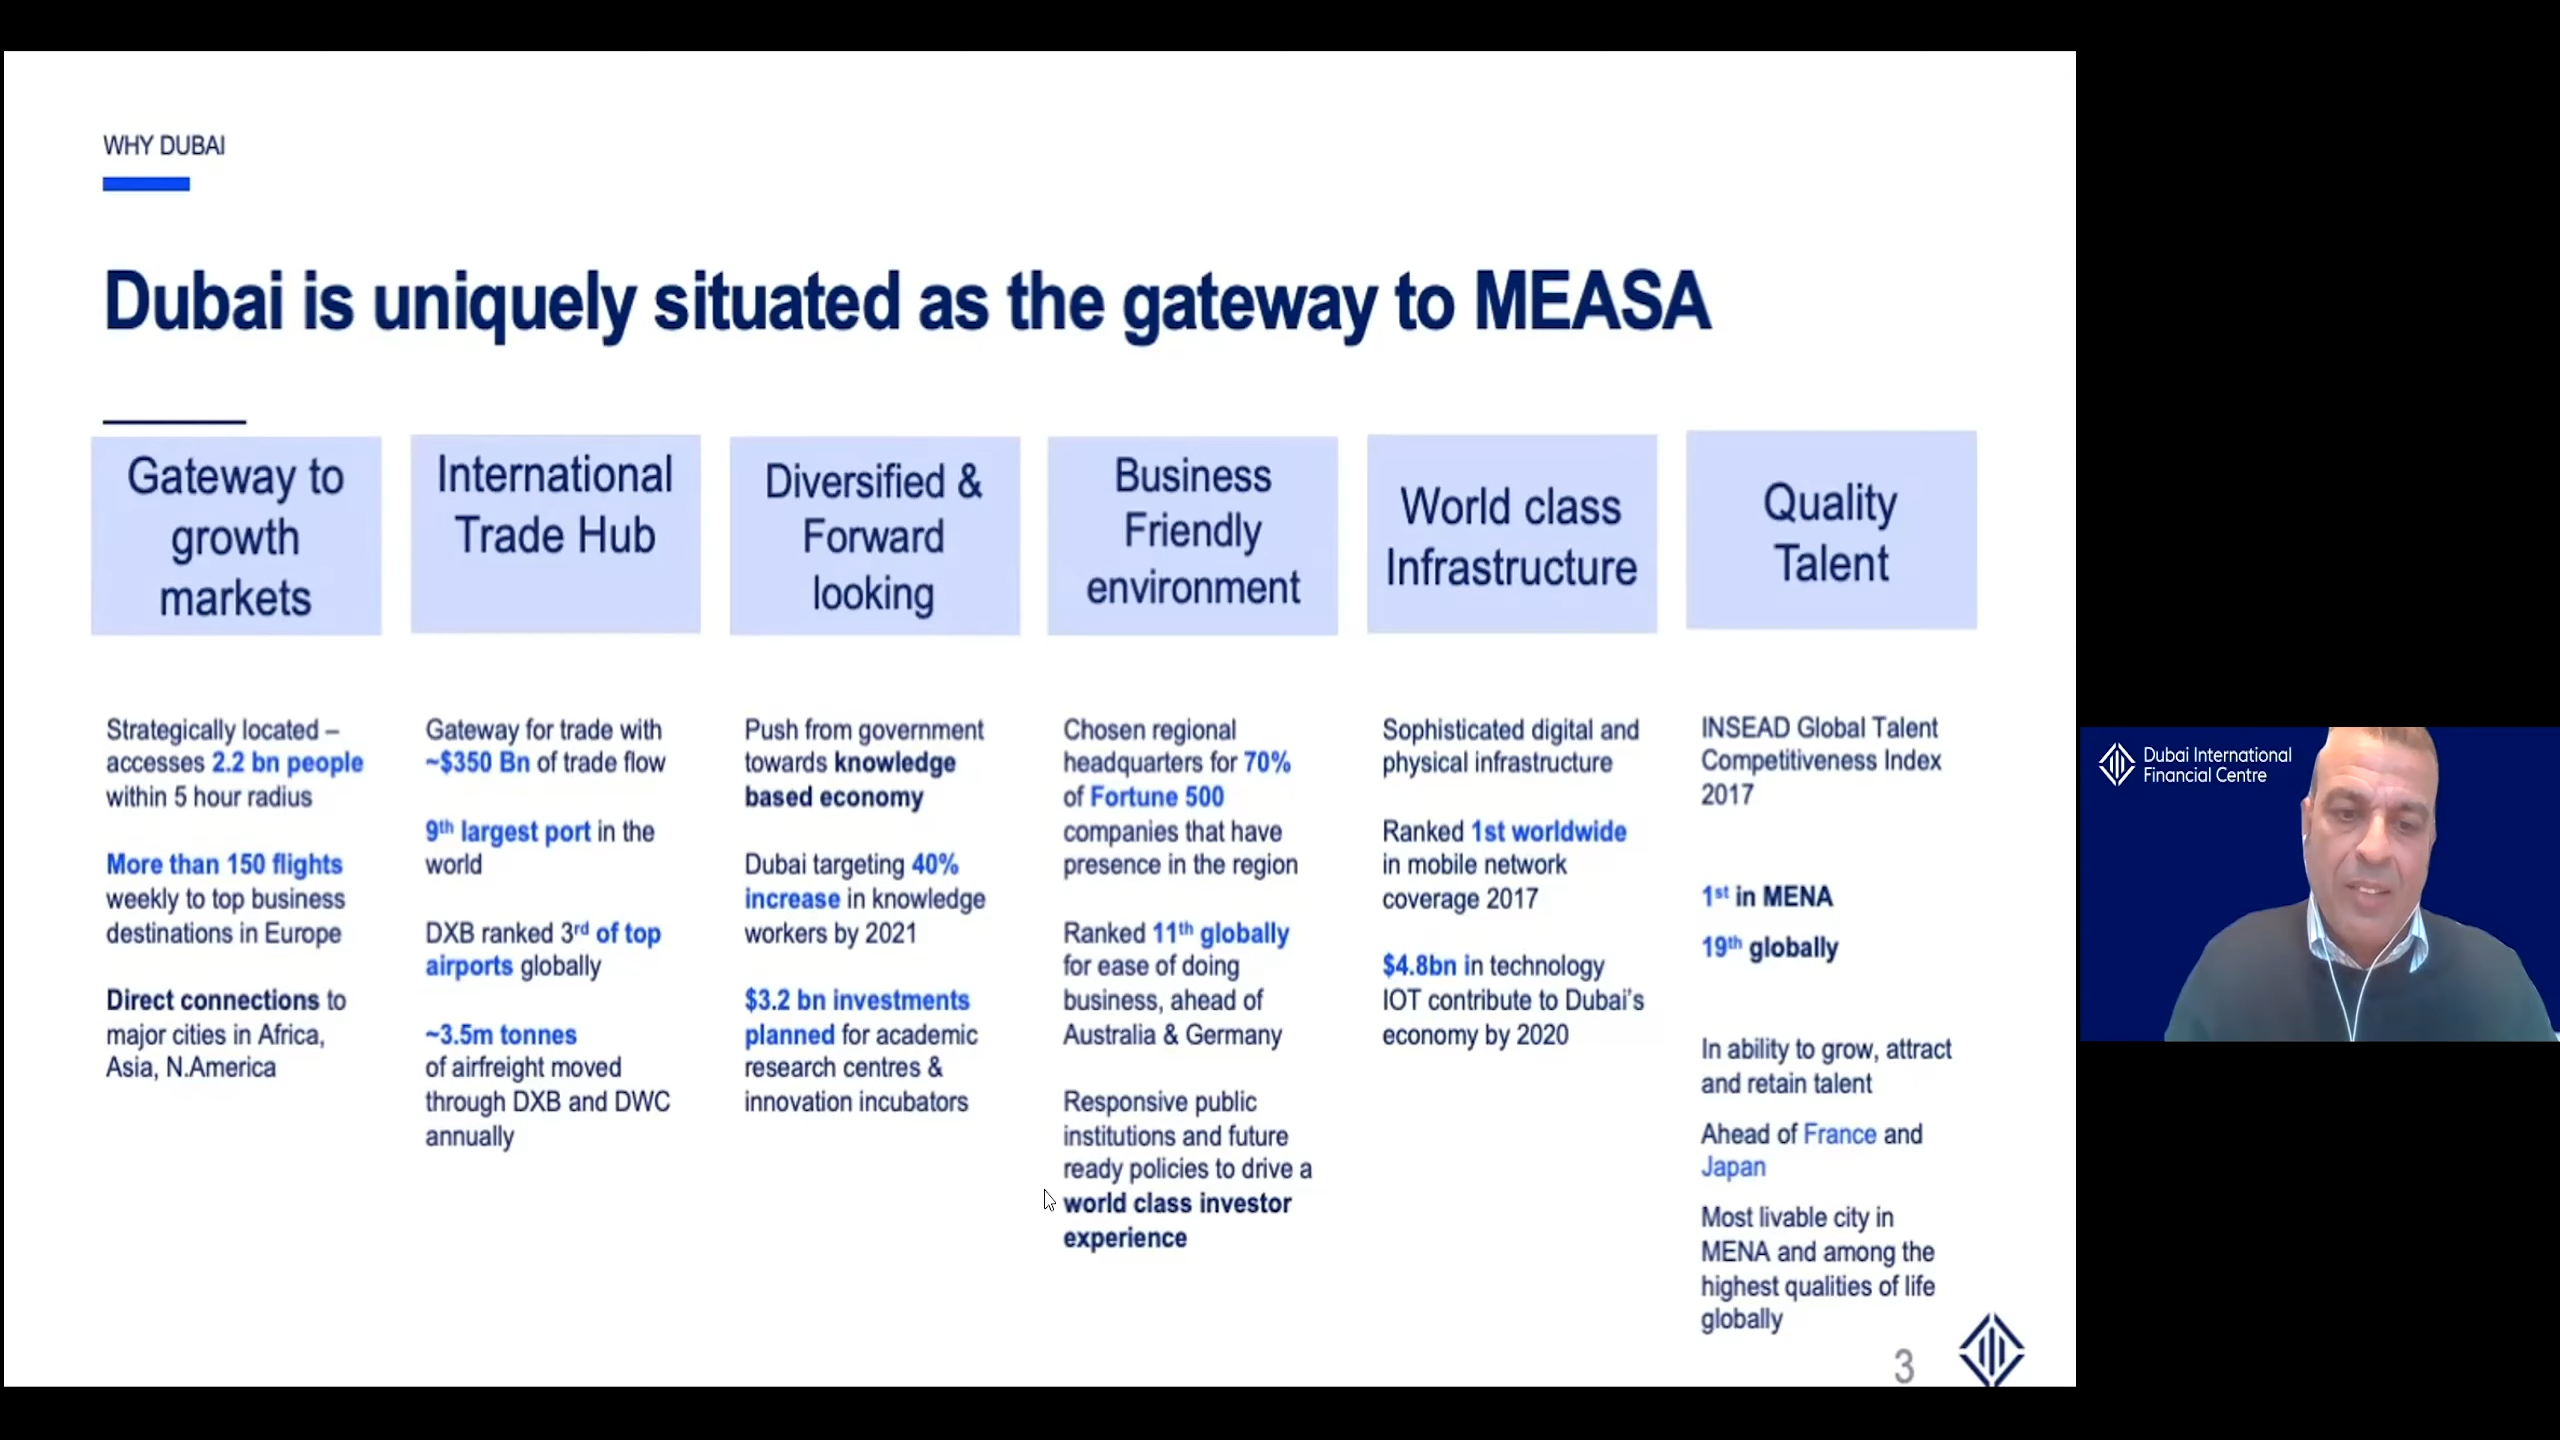 WHY DUBAI
Dubai is uniquely situated as the gateway to MEASA
Gateway to
growth
markets
Strategically located –
accesses 2.2 bn people
within 5 hour radius
More than 150 flights
weekly to top business
destinations in Europe
Direct connections to
major cities in Africa,
Asia, N.America
International
Trade Hub
Gateway for trade with
~$350 Bn of trade flow
9th largest port in the
world
DXB ranked 3rd of top
airports globally
~3.5m tonnes
of airfreight moved
through DXB and DWC
annually
Diversified &
Forward
looking
Push from government
towards knowledge
based economy
Dubai targeting 40%
increase in knowledge
workers by 2021
$3.2 bn investments
planned for academic
research centres &
innovation incubators
Business
Friendly
environment
Chosen regional
headquarters for 70%
of Fortune 500
companies that have
presence in the region
Ranked 11th globally
for ease of doing
business, ahead of
Australia & Germany
Responsive public
institutions and future
ready policies to drive a
world class investor
experience
World class
Infrastructure
Sophisticated digital and
physical infrastructure
Ranked 1st worldwide
in mobile network
coverage 2017
$4.8bn in technology
IOT contribute to Dubai's
economy by 2020
Quality
Talent
INSEAD Global Talent
Competitiveness Index
2017
1st in MENA
19th globally
In ability to grow, attract
and retain talent
Ahead of France and
Japan
Most livable city in
MENA and among the
highest qualities of life
globally
3
Dubai International
Financial Centre